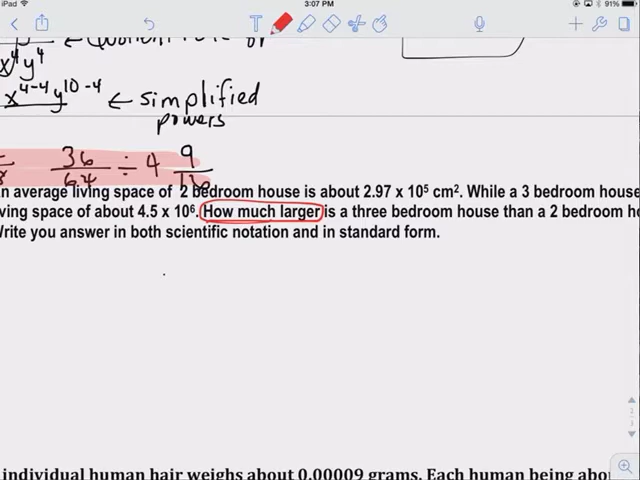 iPad
3:07 PM
91%
T
x⁴y⁴ ←
x⁴⁻⁴y¹⁰⁻⁴ ← simplified
powers
36/64 ÷ 4 9
n average living space of 2 bedroom house is about 2.97 x 10⁵ cm². While a 3 bedroom house
ving space of about 4.5 x 10⁶. How much larger is a three bedroom house than a 2 bedroom h
Write you answer in both scientific notation and in standard form.
individual human hair weighs about 0.00009 grams. Each human being abo